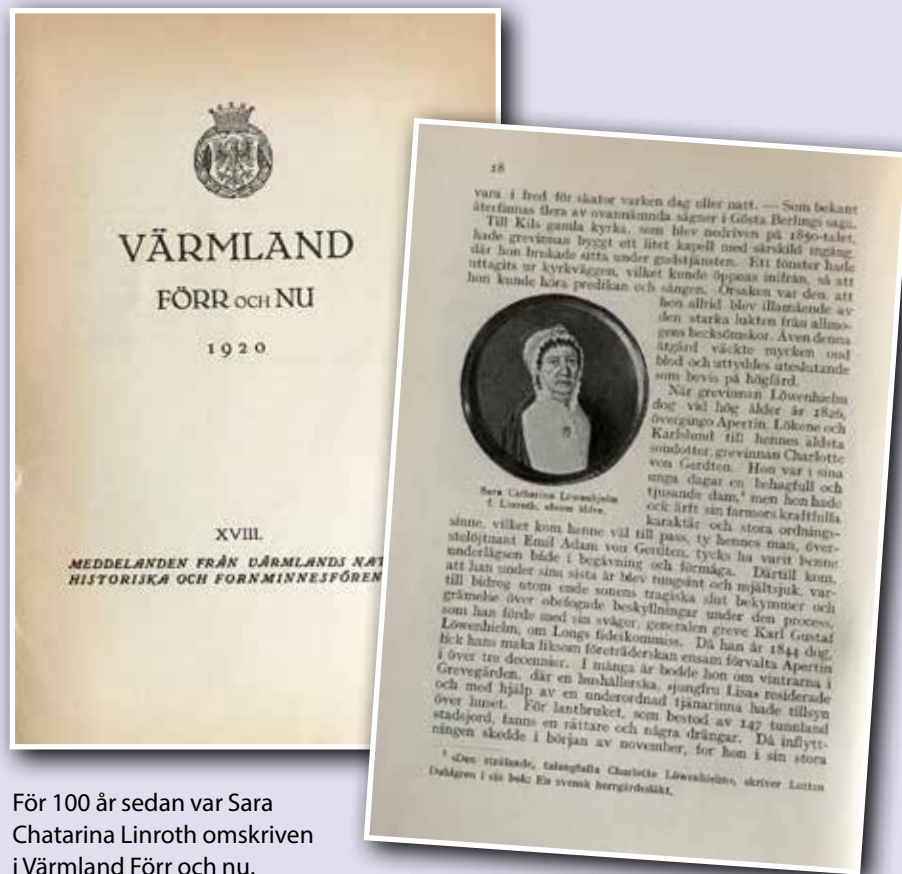 VÄRMLAND
FÖRR OCH NU
1920
XVIII.
MEDDELANDEN FRÅN VÄRMLANDS NAT
HISTORISKA OCH FORNMINNESFÖREN
18
vara i fred för skator varken dag eller natt. — Som bekant
återfinnas flera av ovannämnda sägner i Gösta Berlings saga.
Till Kils gamla kyrka, som blev nedriven på 1850-talet,
hade grevinnan byggt ett litet kapell med särskild ingång,
där hon brukade sitta under gudstjänsten. Ett fönster hade
uttagits ur kyrkväggen, vilket kunde öppnas inifrån, så att
hon kunde höra predikan och sången. Orsaken var den, att
hon alltid blev illamående av
den starka lukten från allmo-
gens becksömskor. Även denna
åtgärd väckte mycken ond
blod och uttyddes uteslutande
som bevis på högfärd.
När grevinnan Löwenhielm
dog vid hög ålder år
övergingo Apertin, Lökene och
Karlslund till hennes äldsta
sondotter, grevinnan Charlotte
von Gerdten. Hon var i sina
unga dagar en behagfull och
tjusande dam,¹ men hon hade
ock ärft sin farmors kraftfulla
karaktär och stora ordnings-
Sara Catharina Löwenhjelm
f. Linroth, såsom äldre.
sinne, vilket kom henne väl till pass, ty hennes man, över-
stelöjtnant Emil Adam von Gerdten, tycks ha varit henne
underlägsen både i begåvning och förmåga. Därtill kom,
att han under sina sista år blev tungsint och mjältsjuk, var-
till bidrog utom ende sonens tragiska slut bekymmer och
grämelse över obefogade beskyllningar under den process,
som han förde med sin svåger, generalen greve Karl Gustaf
Löwenhielm, om Longs fideikommiss. Då han år 1844 dog,
fick hans maka liksom företräderskan ensam förvalta Apertin
i över tre decennier. I många år bodde hon om vintrarna i
Grevegården, där en hushållerska, »jungfru Lisa» residerade
och med hjälp av en underordnad tjänarinna hade tillsyn
över huset. För lantbruket, som bestod av 147 tunnland
stadsjord, fanns en rättare och några drängar. Då inflytt-
ningen skedde i början av november, for hon i sin stora
¹ »Den strålande, talangfulla Charlotte Löwenhielm», skriver Lotten
Dahlgren i sin bok: En svensk herrgårdssläkt.
För 100 år sedan var Sara
Chatarina Linroth omskriven
i Värmland Förr och nu.